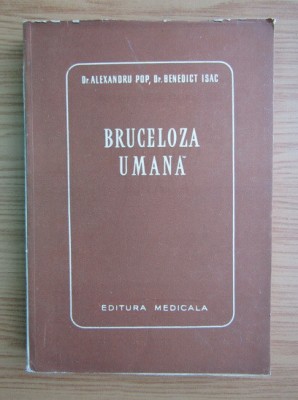 Dr. ALEXANDRU POP, Dr. BENEDICT ISAC
BRUCELOZA
UMANĂ
EDITURA MEDICALA